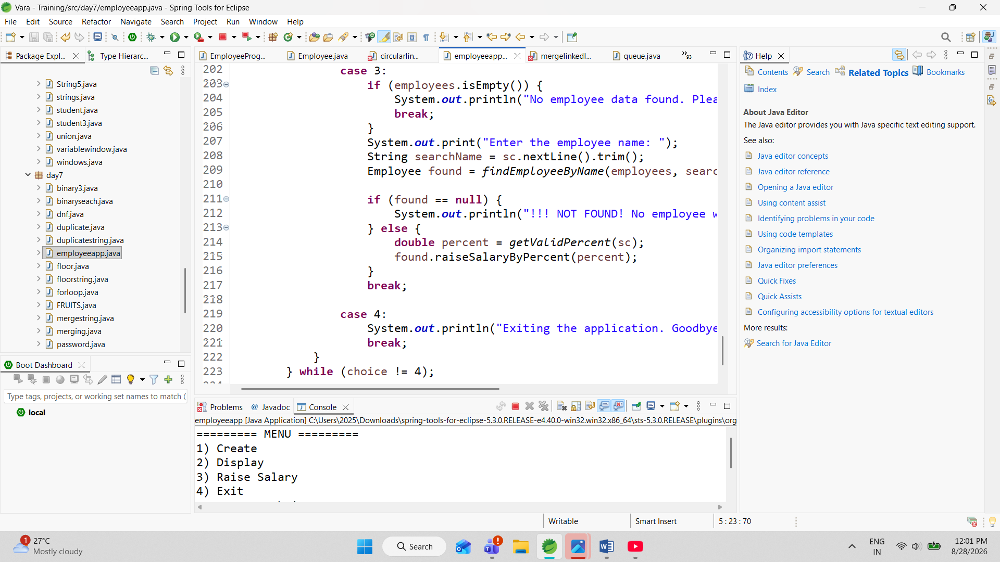 Vara - Training/src/day7/employeeapp.java - Spring Tools for Eclipse
File Edit Source Refactor Navigate Search Project Run Window Help
Package Expl... Type Hierarc...
String5.java
strings.java
student.java
student3.java
union.java
variablewindow.java
windows.java
day7
binary3.java
binaryseach.java
dnf.java
duplicate.java
duplicatestring.java
employeeapp.java
floor.java
floorstring.java
forloop.java
FRUITS.java
mergestring.java
merging.java
password.java
Boot Dashboard
Type tags, projects, or working set names to match (
local
EmployeeProg... Employee.java circularlin... employeeapp... mergelinkedl... queue.java »93
202 case 3:
203 if (employees.isEmpty()) {
204 System.out.println("No employee data found. Plea
205 break;
206 }
207 System.out.print("Enter the employee name: ");
208 String searchName = sc.nextLine().trim();
209 Employee found = findEmployeeByName(employees, searc
210
211 if (found == null) {
212 System.out.println("!!! NOT FOUND! No employee w
213 } else {
214 double percent = getValidPercent(sc);
215 found.raiseSalaryByPercent(percent);
216 }
217 break;
218
219 case 4:
220 System.out.println("Exiting the application. Goodbye
221 break;
222 }
223 } while (choice != 4);
Problems @ Javadoc Console
employeeapp [Java Application] C:\Users\2025\Downloads\spring-tools-for-eclipse-5.3.0.RELEASE-e4.40.0-win32.win32.x86_64\sts-5.3.0.RELEASE\plugins\org
========= MENU =========
1) Create
2) Display
3) Raise Salary
4) Exit
Help
Contents Search Related Topics Bookmarks
Index
About Java Editor
The Java editor provides you with Java specific text editing support.
See also:
Java editor concepts
Java editor reference
Opening a Java editor
Using content assist
Identifying problems in your code
Using code templates
Organizing import statements
Java editor preferences
Quick Fixes
Quick Assists
Configuring accessibility options for textual editors
More results:
Search for Java Editor
Writable Smart Insert 5 : 23 : 70
1 27°C
Mostly cloudy
Search
ENG
IN
12:01 PM
8/28/2026